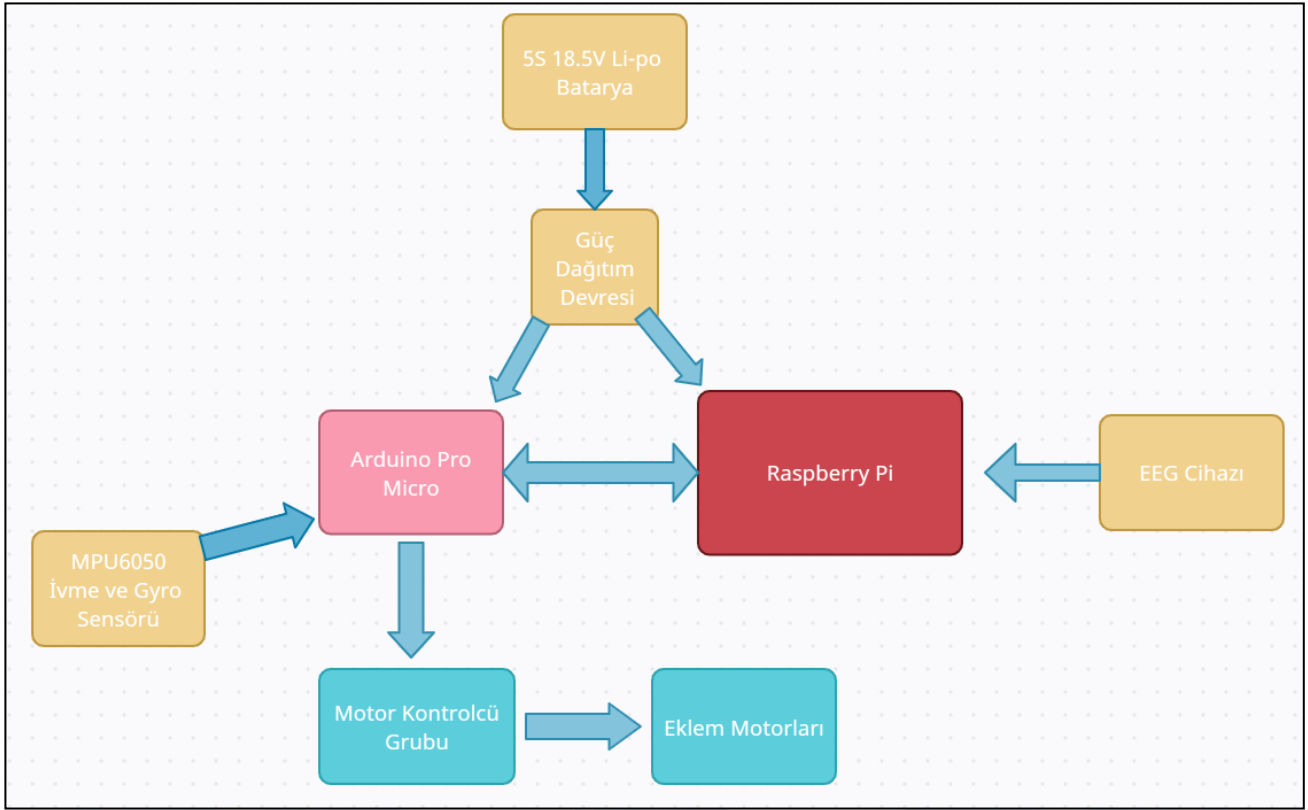 5S 18.5V Li-po
Batarya
Güç
Dağıtım
Devresi
Arduino Pro
Micro
Raspberry Pi
EEG Cihazı
MPU6050
İvme ve Gyro
Sensörü
Motor Kontrolcü
Grubu
Eklem Motorları